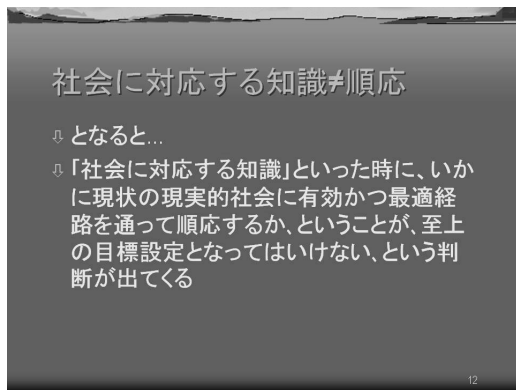 社会に対応する知識≠順応
となると...
「社会に対応する知識」といった時に、いか
に現状の現実的社会に有効かつ最適経
路を通って順応するか、ということが、至上
の目標設定となってはいけない、という判
断が出てくる
12